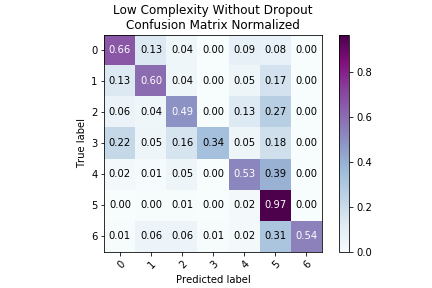 Low Complexity Without Dropout
Confusion Matrix Normalized
True label
0 0.66 0.13 0.04 0.00 0.09 0.08 0.00
1 0.13 0.60 0.04 0.00 0.05 0.17 0.00
2 0.06 0.04 0.49 0.00 0.13 0.27 0.00
3 0.22 0.05 0.16 0.34 0.05 0.18 0.00
4 0.02 0.01 0.05 0.00 0.53 0.39 0.00
5 0.00 0.00 0.01 0.00 0.02 0.97 0.00
6 0.01 0.06 0.06 0.01 0.02 0.31 0.54
0 1 2 3 4 5 6
Predicted label
0.8
0.6
0.4
0.2
0.0